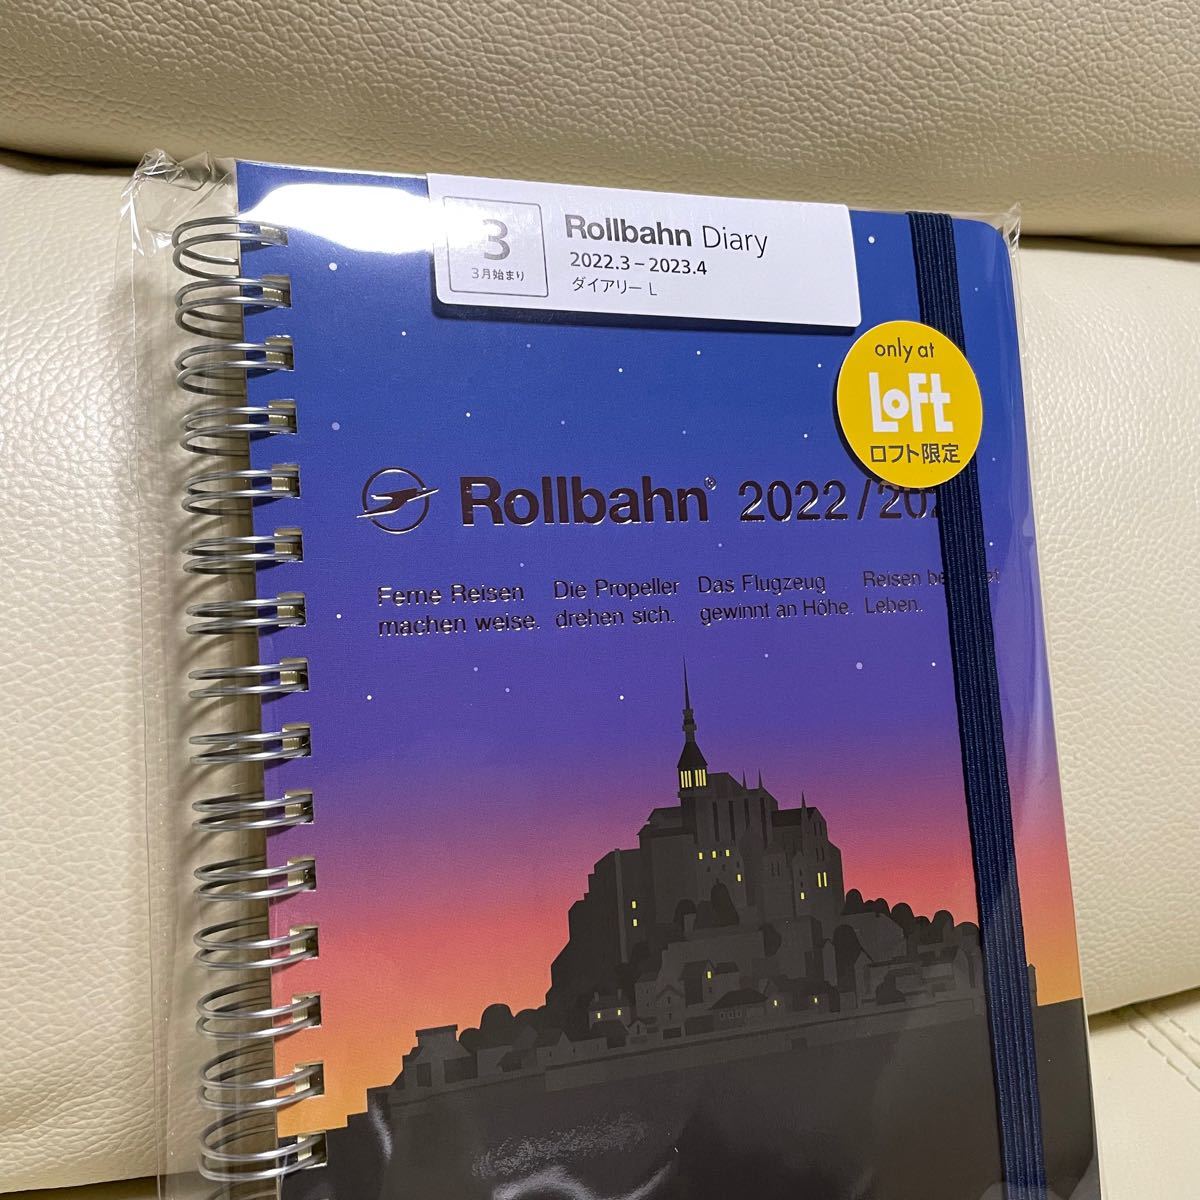 3
3月始まり
Rollbahn Diary
2022.3-2023.4
ダイアリー L
only at
LoFt
ロフト限定
Rollbahn® 2022/202
Ferne Reisen
machen weise.
Die Propeller
drehen sich.
Das Flugzeug
gewinnt an Höhe.
Reisen
Leben.